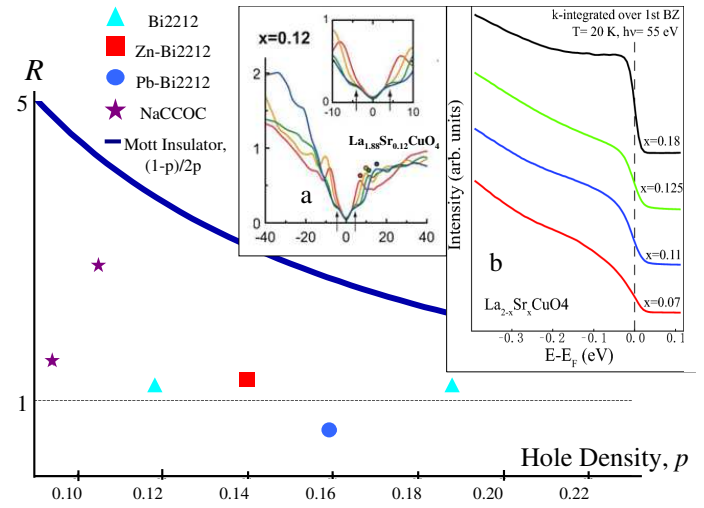 R
5
1
Bi2212
Zn-Bi2212
Pb-Bi2212
NaCCOC
Mott Insulator,
(1-p)/2p
x=0.12
2
1
0
-40 -20 0 20 40
1
0
-10 0 10
La1.88Sr0.12CuO4
a
k-integrated over 1st BZ
T= 20 K, hν= 55 eV
Intensity (arb. units)
x=0.18
x=0.125
x=0.11
x=0.07
b
La2-xSrxCuO4
-0.3 -0.2 -0.1 0.0 0.1
E-EF (eV)
Hole Density, p
0.10 0.12 0.14 0.16 0.18 0.20 0.22